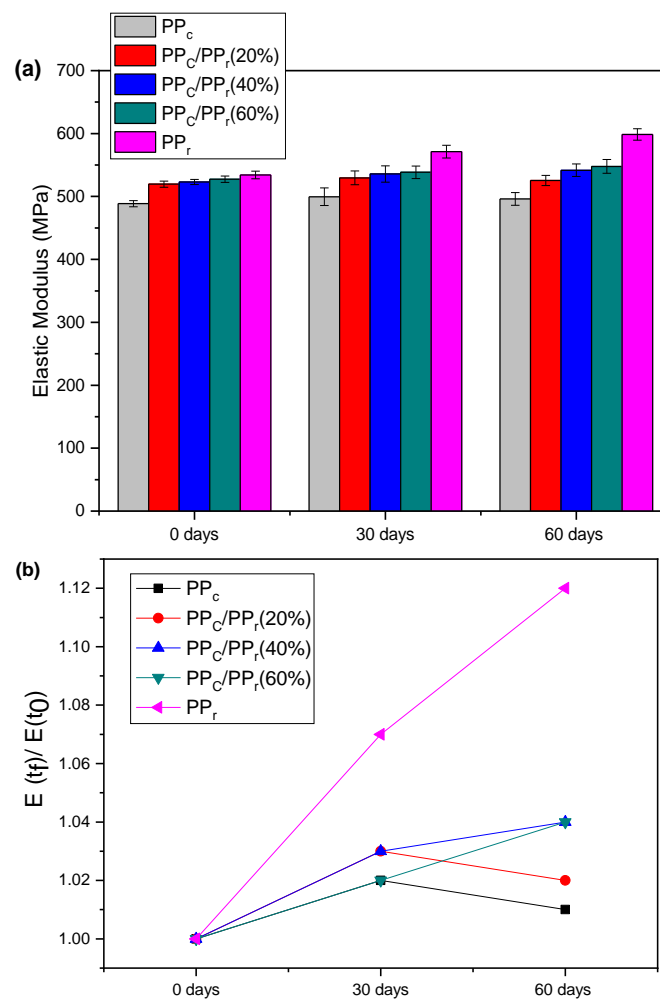 PPc
PPC/PPr(20%)
PPC/PPr(40%)
PPC/PPr(60%)
PPr
(a)
700
600
500
400
300
200
100
0
Elastic Modulus (MPa)
0 days
30 days
60 days
(b)
PPc
PPC/PPr(20%)
PPC/PPr(40%)
PPC/PPr(60%)
PPr
1.12
1.10
1.08
1.06
1.04
1.02
1.00
E (tf)/ E(t0)
0 days
30 days
60 days